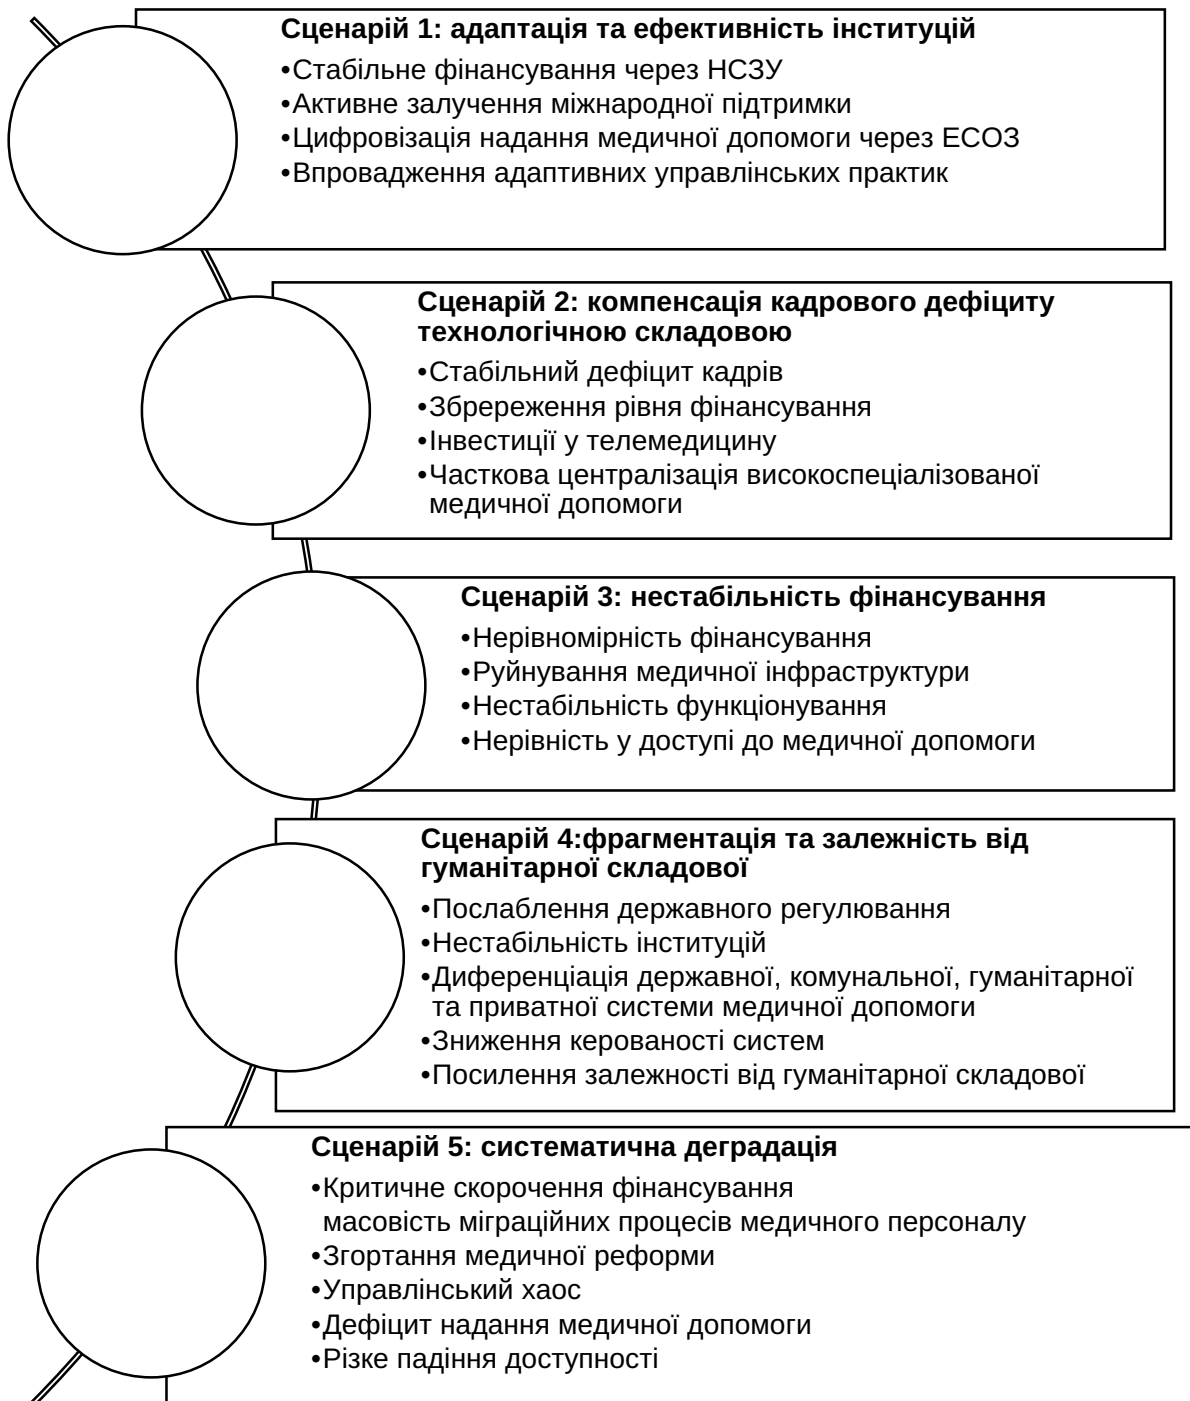 Сценарій 1: адаптація та ефективність інституцій
•Стабільне фінансування через НСЗУ
•Активне залучення міжнародної підтримки
•Цифровізація надання медичної допомоги через ЕСОЗ
•Впровадження адаптивних управлінських практик
Сценарій 2: компенсація кадрового дефіциту
технологічною складовою
•Стабільний дефіцит кадрів
•Збререження рівня фінансування
•Інвестиції у телемедицину
•Часткова централізація високоспеціалізованої
медичної допомоги
Сценарій 3: нестабільність фінансування
•Нерівномірність фінансування
•Руйнування медичної інфраструктури
•Нестабільність функціонування
•Нерівність у доступі до медичної допомоги
Сценарій 4:фрагментація та залежність від
гуманітарної складової
•Послаблення державного регулювання
•Нестабільність інституцій
•Диференціація державної, комунальної, гуманітарної
та приватної системи медичної допомоги
•Зниження керованості систем
•Посилення залежності від гуманітарної складової
Сценарій 5: систематична деградація
•Критичне скорочення фінансування
масовість міграційних процесів медичного персоналу
•Згортання медичної реформи
•Управлінський хаос
•Дефіцит надання медичної допомоги
•Різке падіння доступності